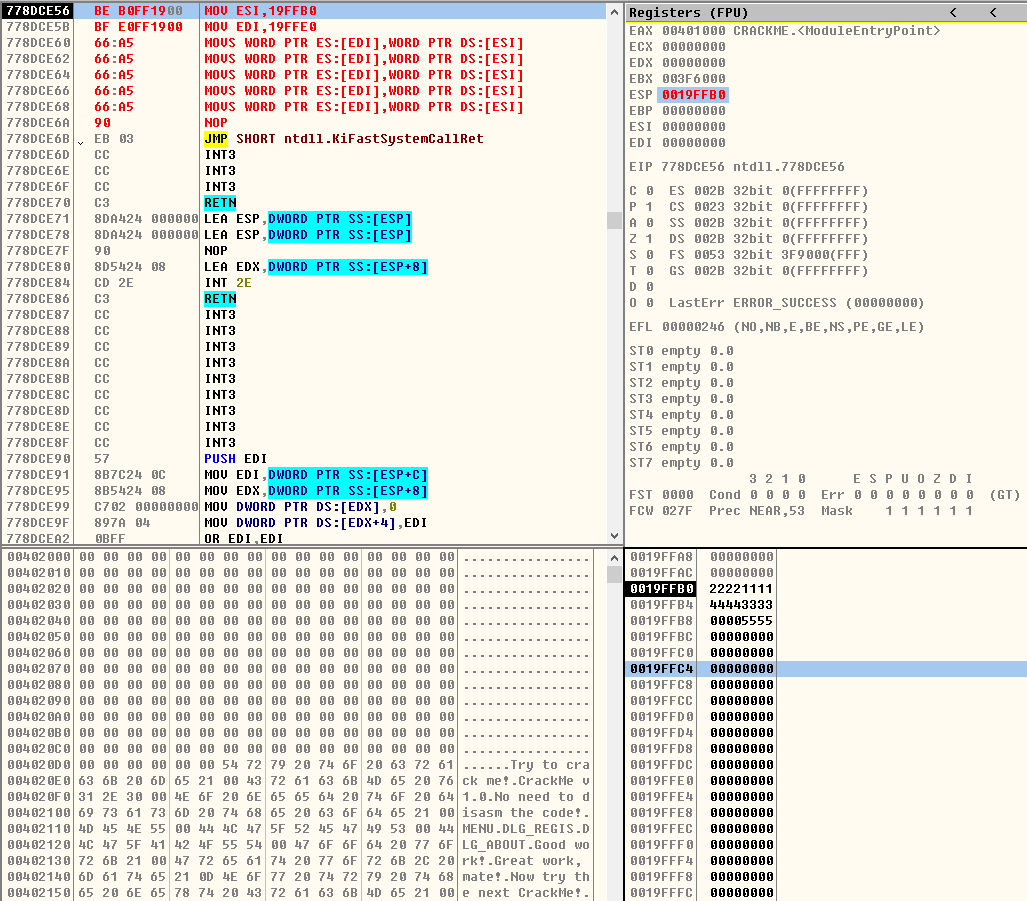 778DCE56 BE B0FF1900 MOV ESI,19FFB0
778DCE5B BF E0FF1900 MOV EDI,19FFE0
778DCE60 66:A5 MOVS WORD PTR ES:[EDI],WORD PTR DS:[ESI]
778DCE62 66:A5 MOVS WORD PTR ES:[EDI],WORD PTR DS:[ESI]
778DCE64 66:A5 MOVS WORD PTR ES:[EDI],WORD PTR DS:[ESI]
778DCE66 66:A5 MOVS WORD PTR ES:[EDI],WORD PTR DS:[ESI]
778DCE68 66:A5 MOVS WORD PTR ES:[EDI],WORD PTR DS:[ESI]
778DCE6A 90 NOP
778DCE6B EB 03 JMP SHORT ntdll.KiFastSystemCallRet
778DCE6D CC INT3
778DCE6E CC INT3
778DCE6F CC INT3
778DCE70 C3 RETN
778DCE71 8DA424 000000 LEA ESP,DWORD PTR SS:[ESP]
778DCE78 8DA424 000000 LEA ESP,DWORD PTR SS:[ESP]
778DCE7F 90 NOP
778DCE80 8D5424 08 LEA EDX,DWORD PTR SS:[ESP+8]
778DCE84 CD 2E INT 2E
778DCE86 C3 RETN
778DCE87 CC INT3
778DCE88 CC INT3
778DCE89 CC INT3
778DCE8A CC INT3
778DCE8B CC INT3
778DCE8C CC INT3
778DCE8D CC INT3
778DCE8E CC INT3
778DCE8F CC INT3
778DCE90 57 PUSH EDI
778DCE91 8B7C24 0C MOV EDI,DWORD PTR SS:[ESP+C]
778DCE95 8B5424 08 MOV EDX,DWORD PTR SS:[ESP+8]
778DCE99 C702 00000000 MOV DWORD PTR DS:[EDX],0
778DCE9F 897A 04 MOV DWORD PTR DS:[EDX+4],EDI
778DCEA2 0BFF OR EDI,EDI
Registers (FPU) < <
EAX 00401000 CRACKME.<ModuleEntryPoint>
ECX 00000000
EDX 00000000
EBX 003F6000
ESP 0019FFB0
EBP 00000000
ESI 00000000
EDI 00000000
EIP 778DCE56 ntdll.778DCE56
C 0 ES 002B 32bit 0(FFFFFFFF)
P 1 CS 0023 32bit 0(FFFFFFFF)
A 0 SS 002B 32bit 0(FFFFFFFF)
Z 1 DS 002B 32bit 0(FFFFFFFF)
S 0 FS 0053 32bit 3F9000(FFF)
T 0 GS 002B 32bit 0(FFFFFFFF)
D 0
O 0 LastErr ERROR_SUCCESS (00000000)
EFL 00000246 (NO,NB,E,BE,NS,PE,GE,LE)
ST0 empty 0.0
ST1 empty 0.0
ST2 empty 0.0
ST3 empty 0.0
ST4 empty 0.0
ST5 empty 0.0
ST6 empty 0.0
ST7 empty 0.0
3 2 1 0 E S P U O Z D I
FST 0000 Cond 0 0 0 0 Err 0 0 0 0 0 0 0 0 (GT)
FCW 027F Prec NEAR,53 Mask 1 1 1 1 1 1
00402000 00 00 00 00 00 00 00 00 00 00 00 00 00 00 00 00 ................
00402010 00 00 00 00 00 00 00 00 00 00 00 00 00 00 00 00 ................
00402020 00 00 00 00 00 00 00 00 00 00 00 00 00 00 00 00 ................
00402030 00 00 00 00 00 00 00 00 00 00 00 00 00 00 00 00 ................
00402040 00 00 00 00 00 00 00 00 00 00 00 00 00 00 00 00 ................
00402050 00 00 00 00 00 00 00 00 00 00 00 00 00 00 00 00 ................
00402060 00 00 00 00 00 00 00 00 00 00 00 00 00 00 00 00 ................
00402070 00 00 00 00 00 00 00 00 00 00 00 00 00 00 00 00 ................
00402080 00 00 00 00 00 00 00 00 00 00 00 00 00 00 00 00 ................
00402090 00 00 00 00 00 00 00 00 00 00 00 00 00 00 00 00 ................
004020A0 00 00 00 00 00 00 00 00 00 00 00 00 00 00 00 00 ................
004020B0 00 00 00 00 00 00 00 00 00 00 00 00 00 00 00 00 ................
004020C0 00 00 00 00 00 00 00 00 00 00 00 00 00 00 00 00 ................
004020D0 00 00 00 00 00 00 54 72 79 20 74 6F 20 63 72 61 ......Try to cra
004020E0 63 6B 20 6D 65 21 00 43 72 61 63 6B 4D 65 20 76 ck me!.CrackMe v
004020F0 31 2E 30 00 4E 6F 20 6E 65 65 64 20 74 6F 20 64 1.0.No need to d
00402100 69 73 61 73 6D 20 74 68 65 20 63 6F 64 65 21 00 isasm the code!.
00402110 4D 45 4E 55 00 44 4C 47 5F 52 45 47 49 53 00 44 MENU.DLG_REGIS.D
00402120 4C 47 5F 41 42 4F 55 54 00 47 6F 6F 64 20 77 6F LG_ABOUT.Good wo
00402130 72 6B 21 00 47 72 65 61 74 20 77 6F 72 6B 2C 20 rk!.Great work,
00402140 6D 61 74 65 21 0D 4E 6F 77 20 74 72 79 20 74 68 mate!.Now try th
00402150 65 20 6E 65 78 74 20 43 72 61 63 6B 4D 65 21 00 e next CrackMe!.
0019FFA8 00000000
0019FFAC 00000000
0019FFB0 22221111
0019FFB4 44443333
0019FFB8 00005555
0019FFBC 00000000
0019FFC0 00000000
0019FFC4 00000000
0019FFC8 00000000
0019FFCC 00000000
0019FFD0 00000000
0019FFD4 00000000
0019FFD8 00000000
0019FFDC 00000000
0019FFE0 00000000
0019FFE4 00000000
0019FFE8 00000000
0019FFEC 00000000
0019FFF0 00000000
0019FFF4 00000000
0019FFF8 00000000
0019FFFC 00000000